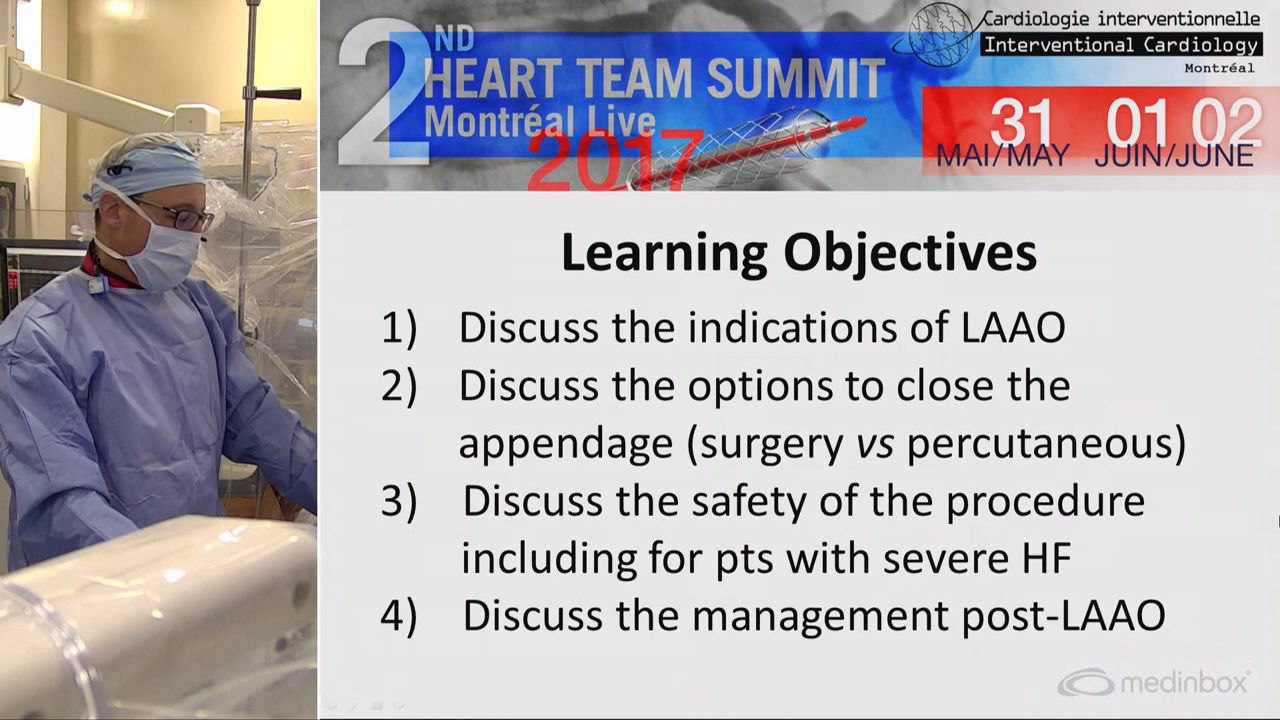 2ND
HEART TEAM SUMMIT
Montréal Live
2017
Cardiologie interventionnelle
Interventional Cardiology
Montréal
31 01 02
MAI/MAY JUIN/JUNE
Learning Objectives
1) Discuss the indications of LAAO
2) Discuss the options to close the
appendage (surgery vs percutaneous)
3) Discuss the safety of the procedure
including for pts with severe HF
4) Discuss the management post-LAAO
medinbox